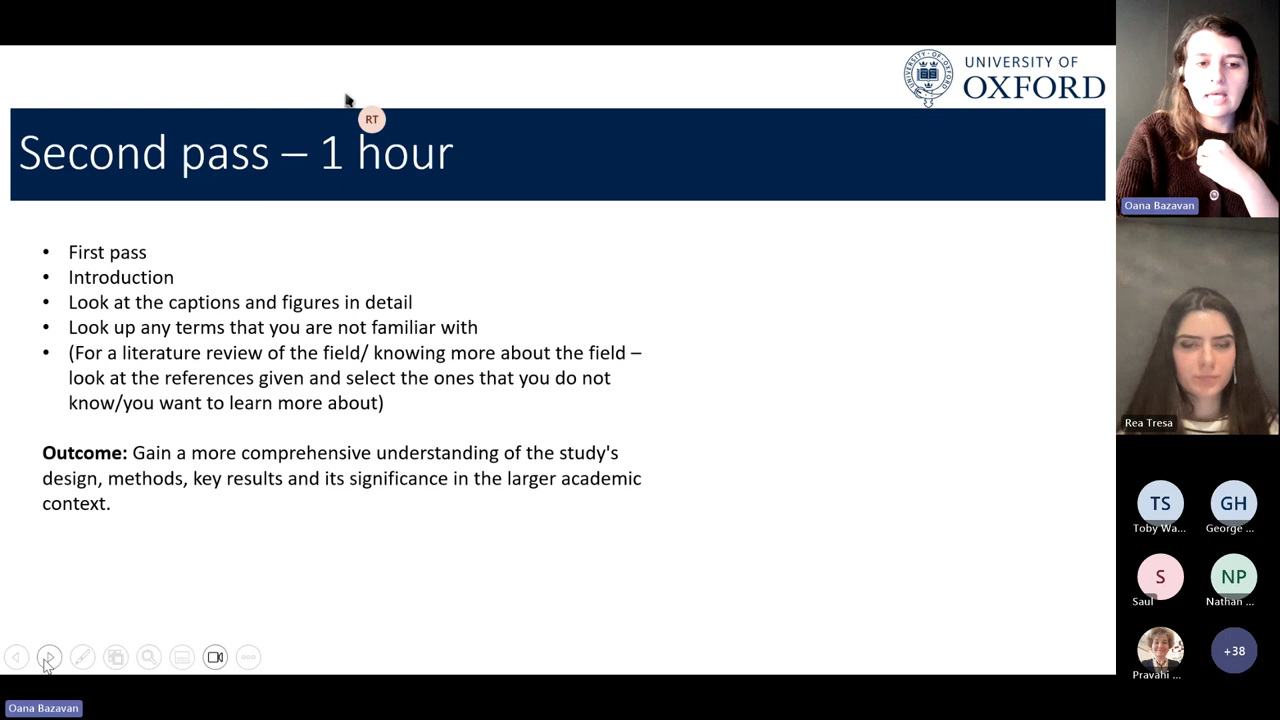 UNIVERSITY OF
OXFORD
RT
Second pass – 1 hour
• First pass
• Introduction
• Look at the captions and figures in detail
• Look up any terms that you are not familiar with
• (For a literature review of the field/ knowing more about the field –
look at the references given and select the ones that you do not
know/you want to learn more about)
Outcome: Gain a more comprehensive understanding of the study's
design, methods, key results and its significance in the larger academic
context.
Oana Bazavan
Oana Bazavan
Rea Tresa
TS
GH
Toby Wa...
George ...
S
NP
Saul
Nathan ...
Pravahi ...
+38